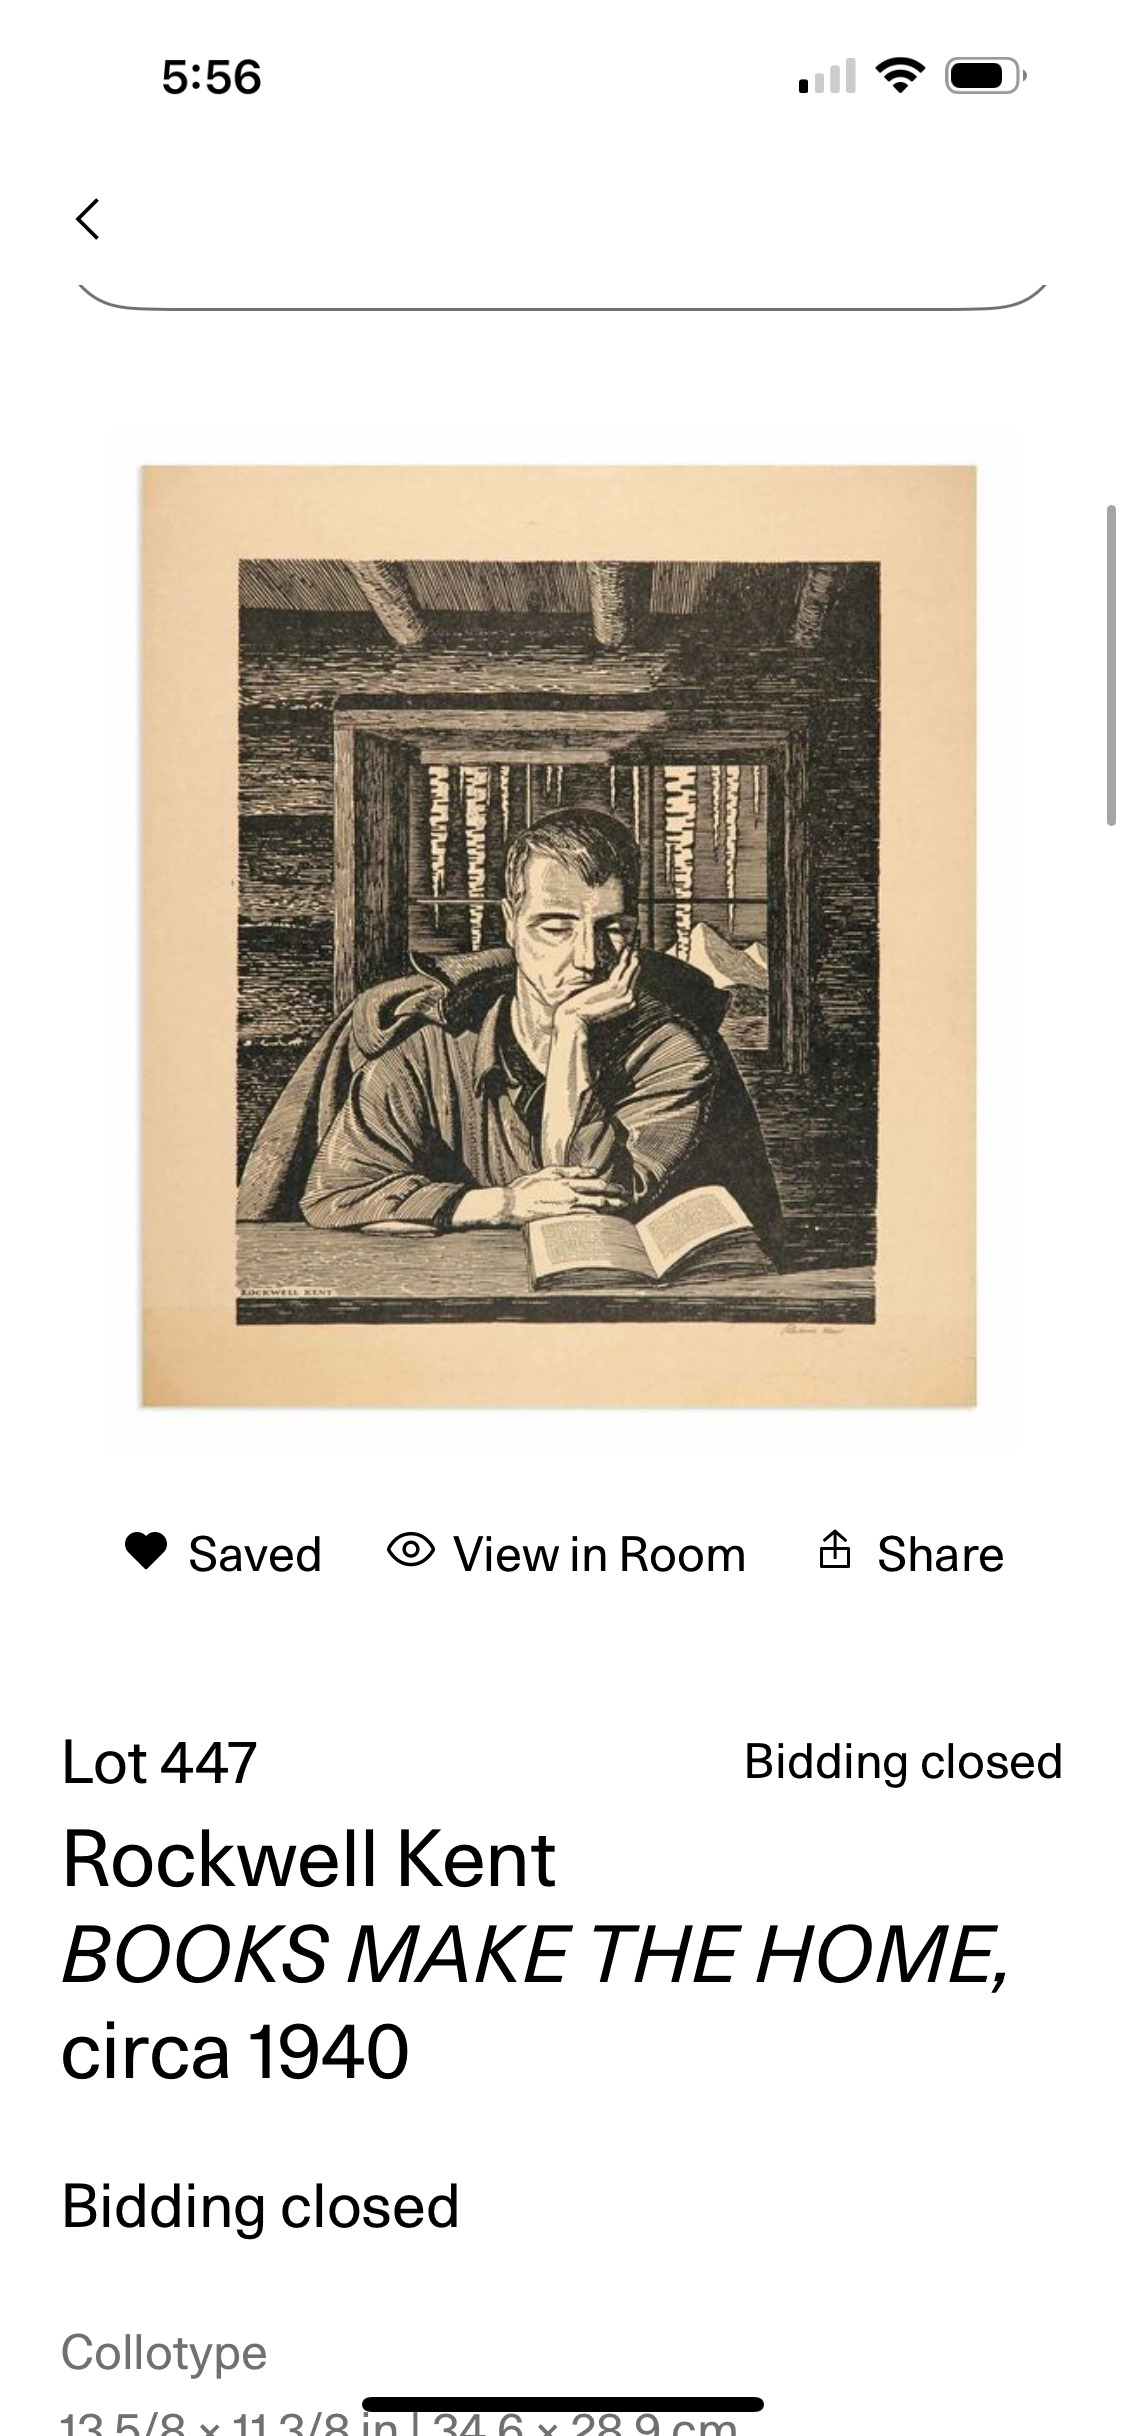 5:56
ROCKWELL KENT
Saved
View in Room
Share
Lot 447
Bidding closed
Rockwell Kent
BOOKS MAKE THE HOME,
circa 1940
Bidding closed
Collotype
13 5/8 × 11 3/8 in | 34.6 × 28.9 cm